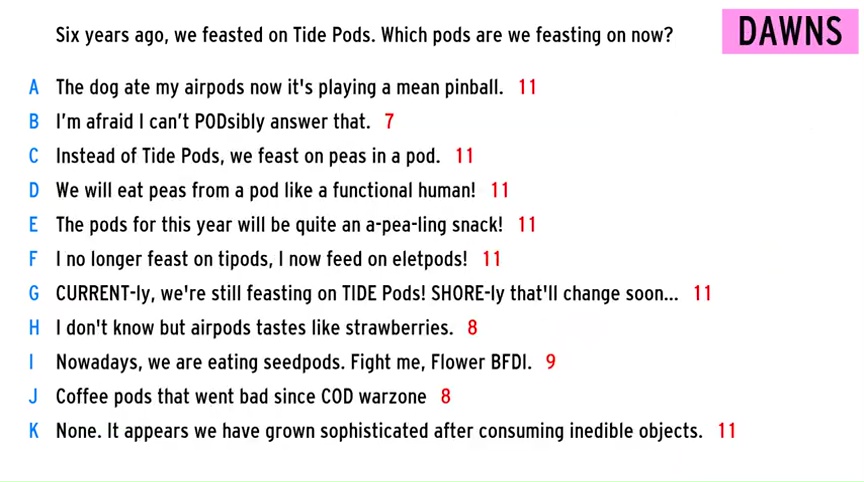 Six years ago, we feasted on Tide Pods. Which pods are we feasting on now?
DAWNS
A The dog ate my airpods now it's playing a mean pinball. 11
B I'm afraid I can't PODsibly answer that. 7
C Instead of Tide Pods, we feast on peas in a pod. 11
D We will eat peas from a pod like a functional human! 11
E The pods for this year will be quite an a-pea-ling snack! 11
F I no longer feast on tipods, I now feed on eletpods! 11
G CURRENT-ly, we're still feasting on TIDE Pods! SHORE-ly that'll change soon... 11
H I don't know but airpods tastes like strawberries. 8
I Nowadays, we are eating seedpods. Fight me, Flower BFDI. 9
J Coffee pods that went bad since COD warzone 8
K None. It appears we have grown sophisticated after consuming inedible objects. 11